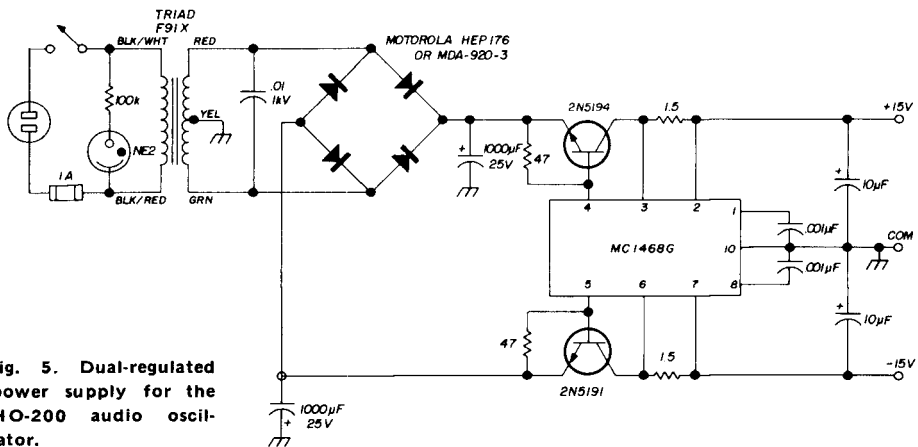 TRIAD
F91X
BLK/WHT
RED
MOTOROLA HEP176
OR MDA-920-3
.01
1kV
100k
YEL
NE2
1A
BLK/RED
GRN
+
1000µF
25V
47
2N5194
1.5
+15V
4
3
2
1
MC1468G
10
8
5
6
7
.001µF
.001µF
+
10µF
COM
+
10µF
47
1.5
-15V
2N5191
1000µF
25V
+
ig. 5. Dual-regulated
power supply for the
HO-200 audio oscil-
ator.